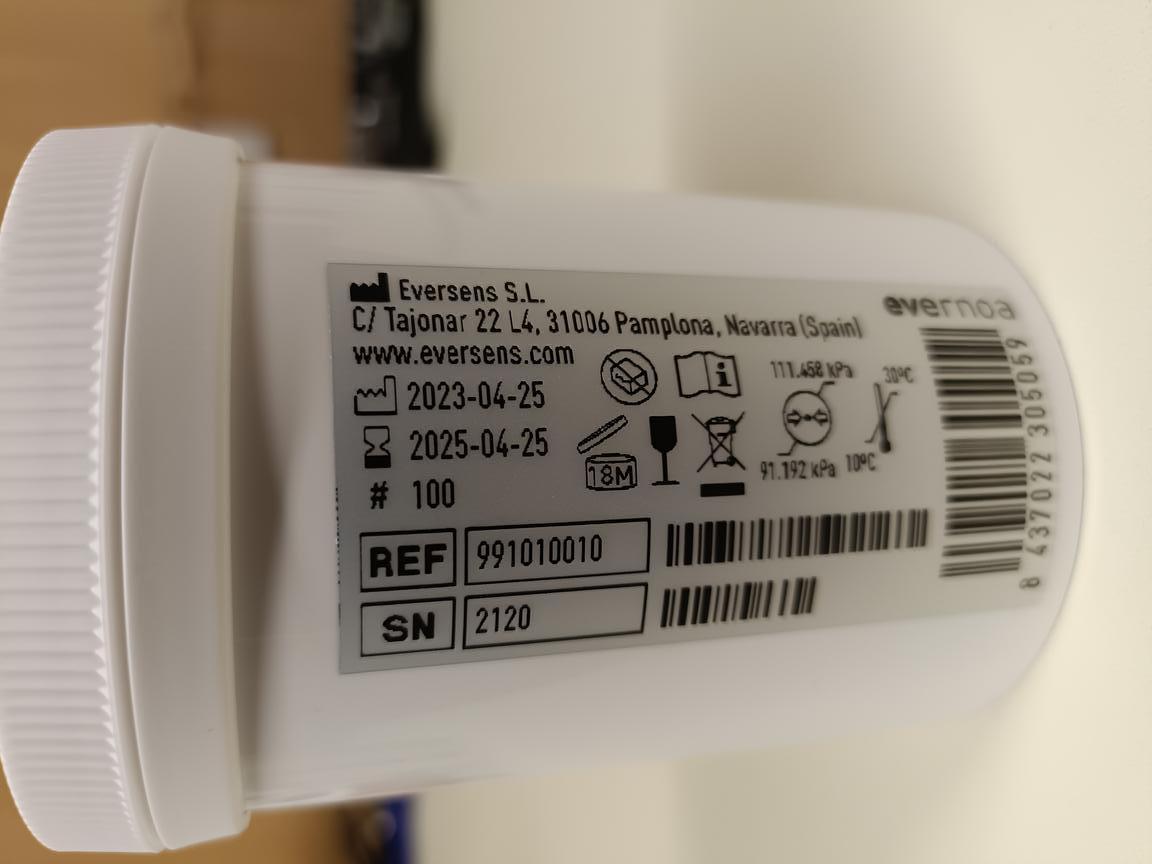 Eversens S.L.
C/ Tajonar 22 L4, 31006 Pamplona, Navarra (Spain)
www.eversens.com
2023-04-25
2025-04-25
# 100
18M
111.458 kPa
91.192 kPa
30ºC
10ºC
REF 991010010
SN 2120
evernoa
8 437022 305059